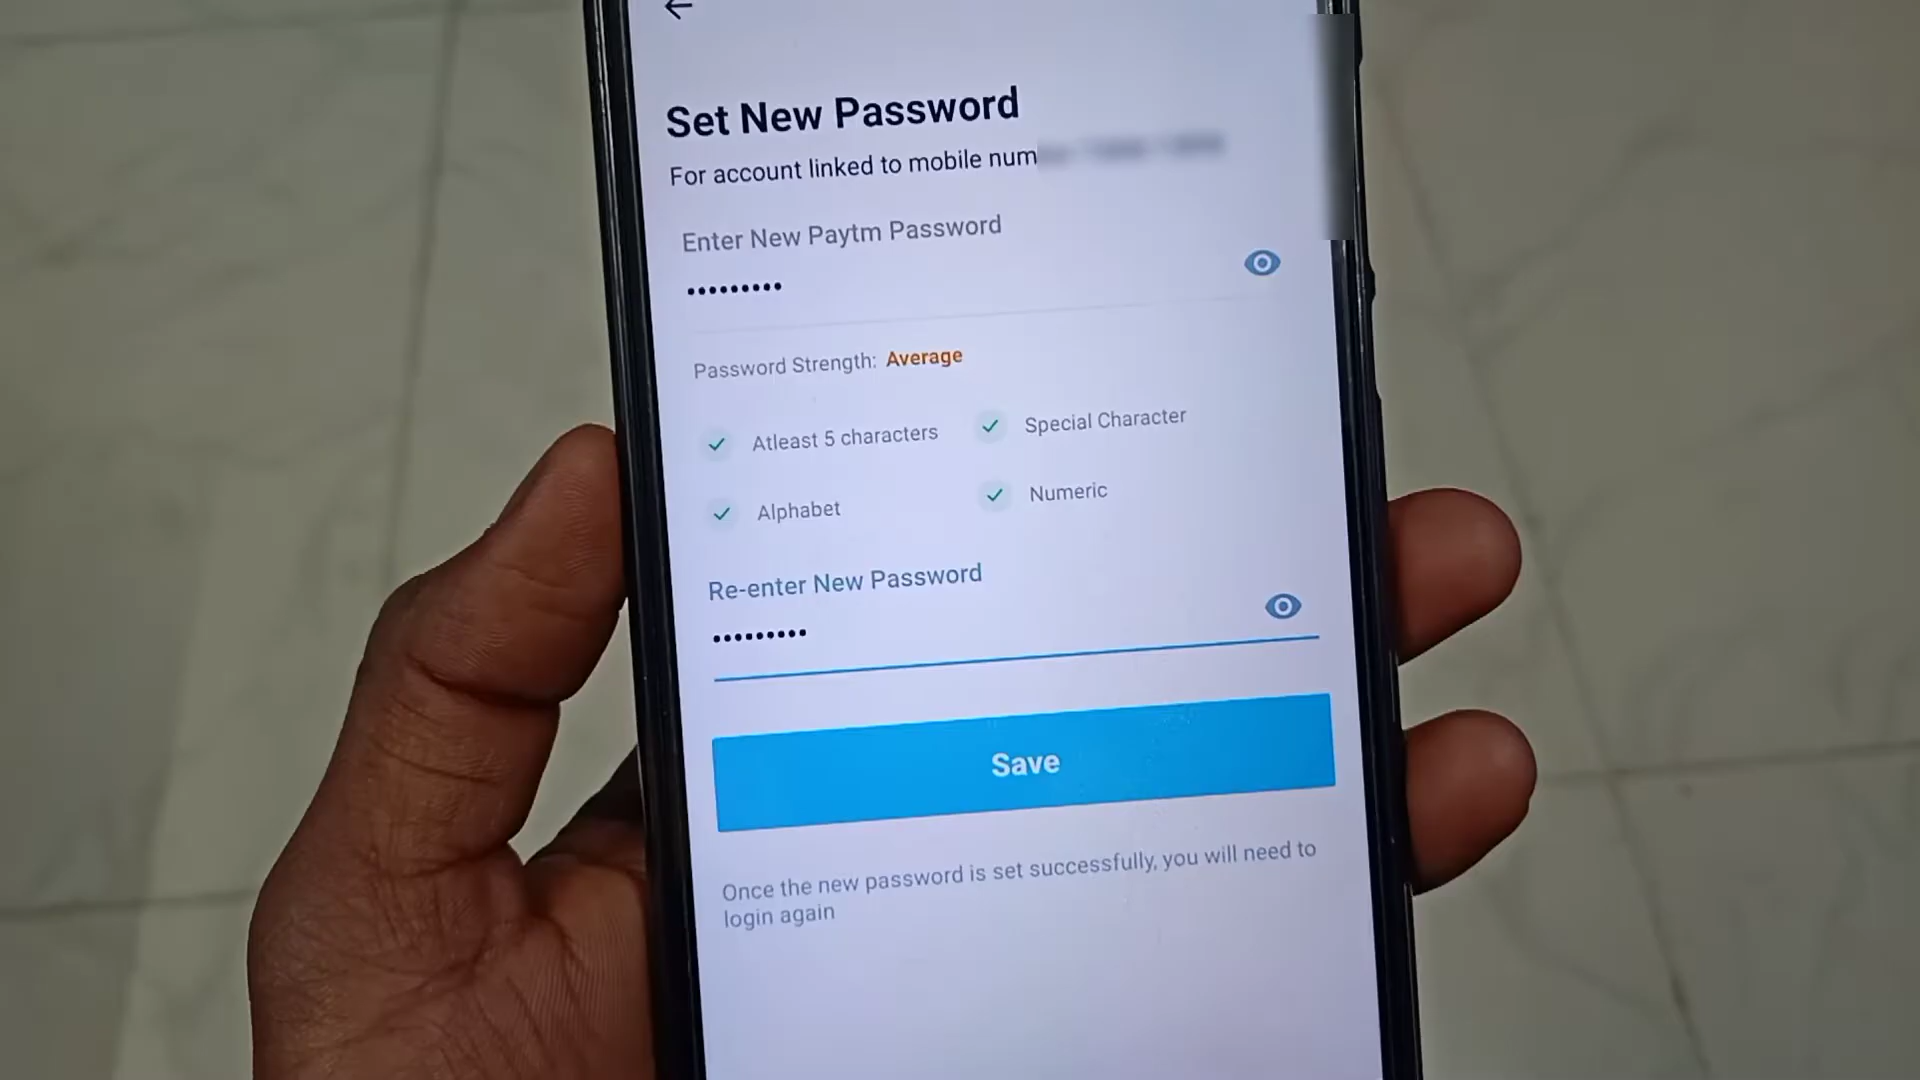 Set New Password
For account linked to mobile num
Enter New Paytm Password
•••••••••
Password Strength: Average
Atleast 5 characters
Special Character
Alphabet
Numeric
Re-enter New Password
•••••••••
Save
Once the new password is set successfully, you will need to
login again